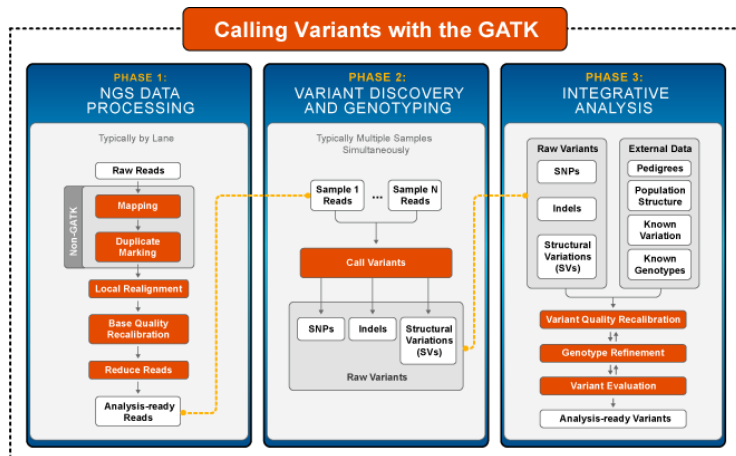 Calling Variants with the GATK
PHASE 1:
NGS DATA
PROCESSING
Typically by Lane
Raw Reads
Non-GATK
Mapping
Duplicate
Marking
Local Realignment
Base Quality
Recalibration
Reduce Reads
Analysis-ready
Reads
PHASE 2:
VARIANT DISCOVERY
AND GENOTYPING
Typically Multiple Samples
Simultaneously
Sample 1
Reads
...
Sample N
Reads
Call Variants
SNPs
Indels
Structural
Variations
(SVs)
Raw Variants
PHASE 3:
INTEGRATIVE
ANALYSIS
Raw Variants
SNPs
Indels
Structural
Variations
(SVs)
External Data
Pedigrees
Population
Structure
Known
Variation
Known
Genotypes
Variant Quality Recalibration
Genotype Refinement
Variant Evaluation
Analysis-ready Variants